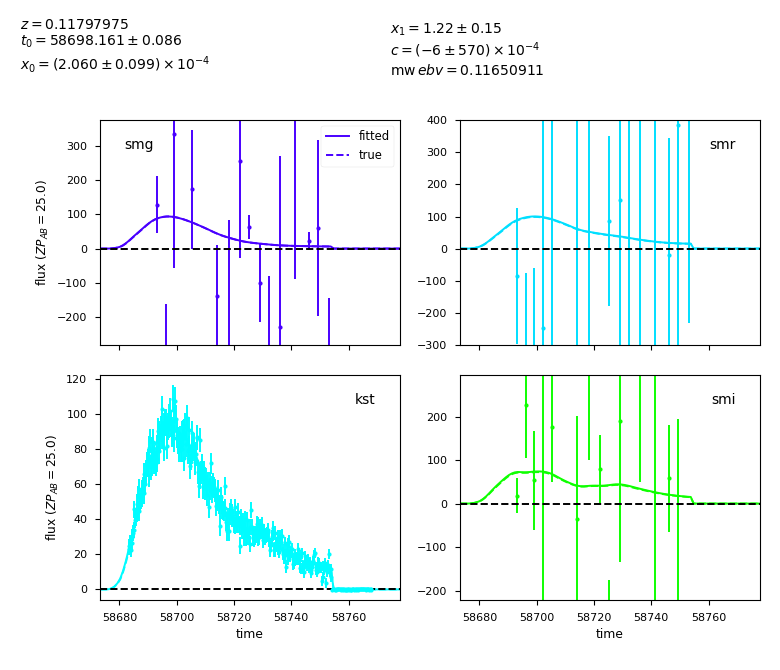 z = 0.11797975
t₀ = 58698.161 ± 0.086
x₀ = (2.060 ± 0.099) × 10⁻⁴
x₁ = 1.22 ± 0.15
c = (−6 ± 570) × 10⁻⁴
mw ebv = 0.11650911
smg
fitted
true
300
200
100
0
−100
−200
flux (ZP_AB = 25.0)
smr
400
300
200
100
0
−100
−200
−300
kst
120
100
80
60
40
20
0
flux (ZP_AB = 25.0)
58680 58700 58720 58740 58760
time
smi
200
100
0
−100
−200
58680 58700 58720 58740 58760
time